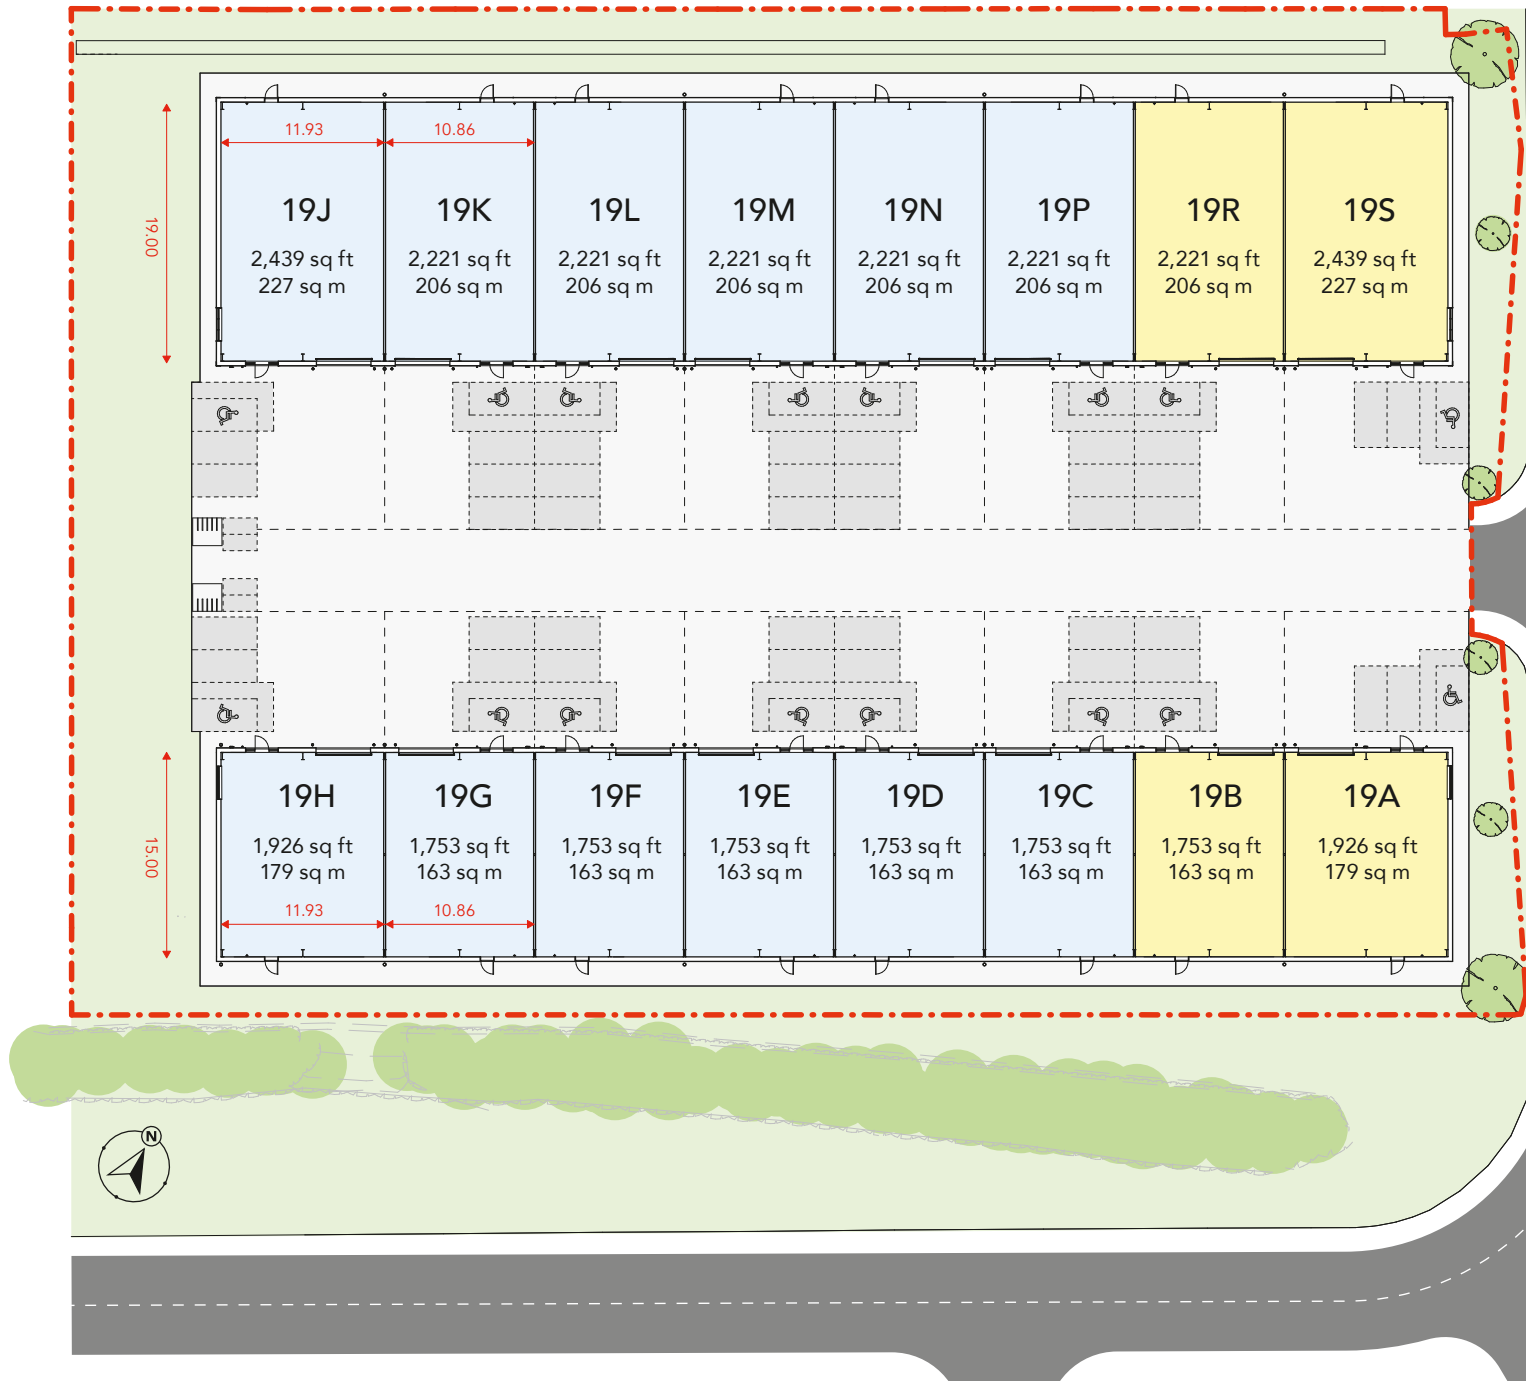 11.93
10.86
19.00
19J
2,439 sq ft
227 sq m
19K
2,221 sq ft
206 sq m
19L
2,221 sq ft
206 sq m
19M
2,221 sq ft
206 sq m
19N
2,221 sq ft
206 sq m
19P
2,221 sq ft
206 sq m
19R
2,221 sq ft
206 sq m
19S
2,439 sq ft
227 sq m
15.00
19H
1,926 sq ft
179 sq m
19G
1,753 sq ft
163 sq m
19F
1,753 sq ft
163 sq m
19E
1,753 sq ft
163 sq m
19D
1,753 sq ft
163 sq m
19C
1,753 sq ft
163 sq m
19B
1,753 sq ft
163 sq m
19A
1,926 sq ft
179 sq m
11.93
10.86
N